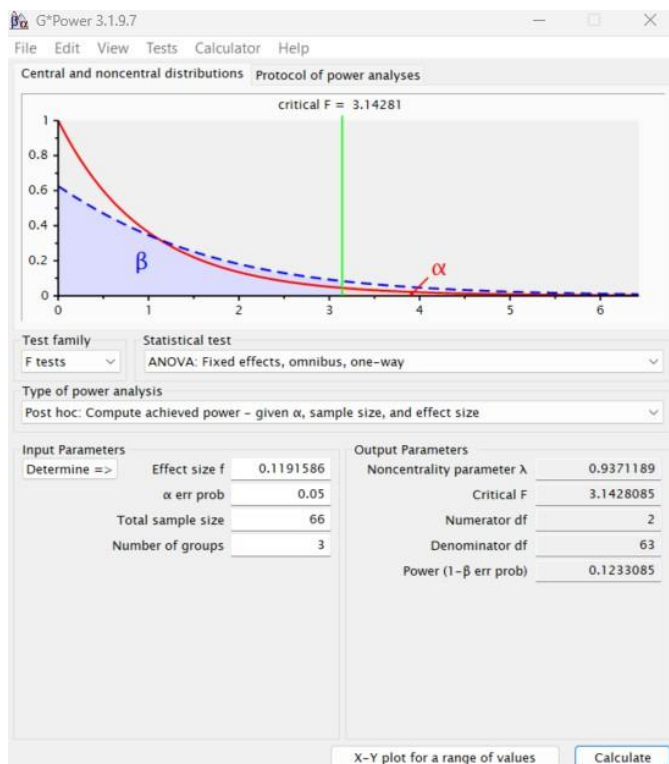 G*Power 3.1.9.7
File Edit View Tests Calculator Help
Central and noncentral distributions Protocol of power analyses
critical F = 3.14281
1
0.8
0.6
0.4
0.2
0
β
α
0 1 2 3 4 5 6
Test family Statistical test
F tests ANOVA: Fixed effects, omnibus, one-way
Type of power analysis
Post hoc: Compute achieved power – given α, sample size, and effect size
Input Parameters Output Parameters
Determine => Effect size f 0.1191586 Noncentrality parameter λ 0.9371189
α err prob 0.05 Critical F 3.1428085
Total sample size 66 Numerator df 2
Number of groups 3 Denominator df 63
Power (1-β err prob) 0.1233085
X-Y plot for a range of values Calculate